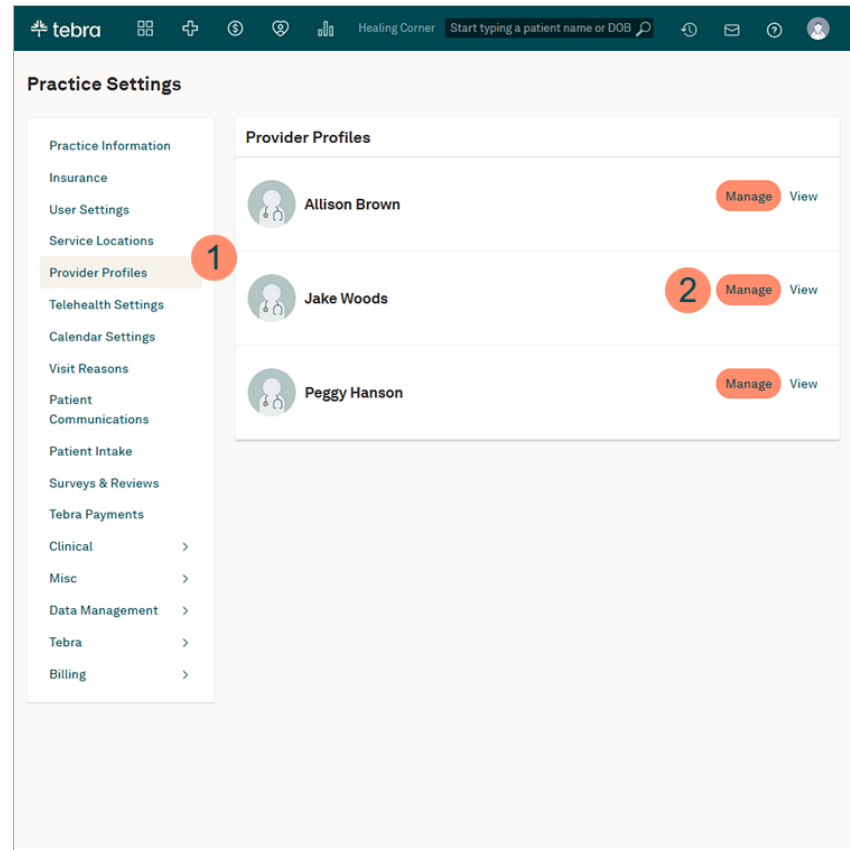 tebra
Healing Corner
Start typing a patient name or DOB
Practice Settings
Practice Information
Insurance
User Settings
Service Locations
Provider Profiles
Telehealth Settings
Calendar Settings
Visit Reasons
Patient
Communications
Patient Intake
Surveys & Reviews
Tebra Payments
Clinical
Misc
Data Management
Tebra
Billing
1
Provider Profiles
Allison Brown
Manage View
Jake Woods
2 Manage View
Peggy Hanson
Manage View